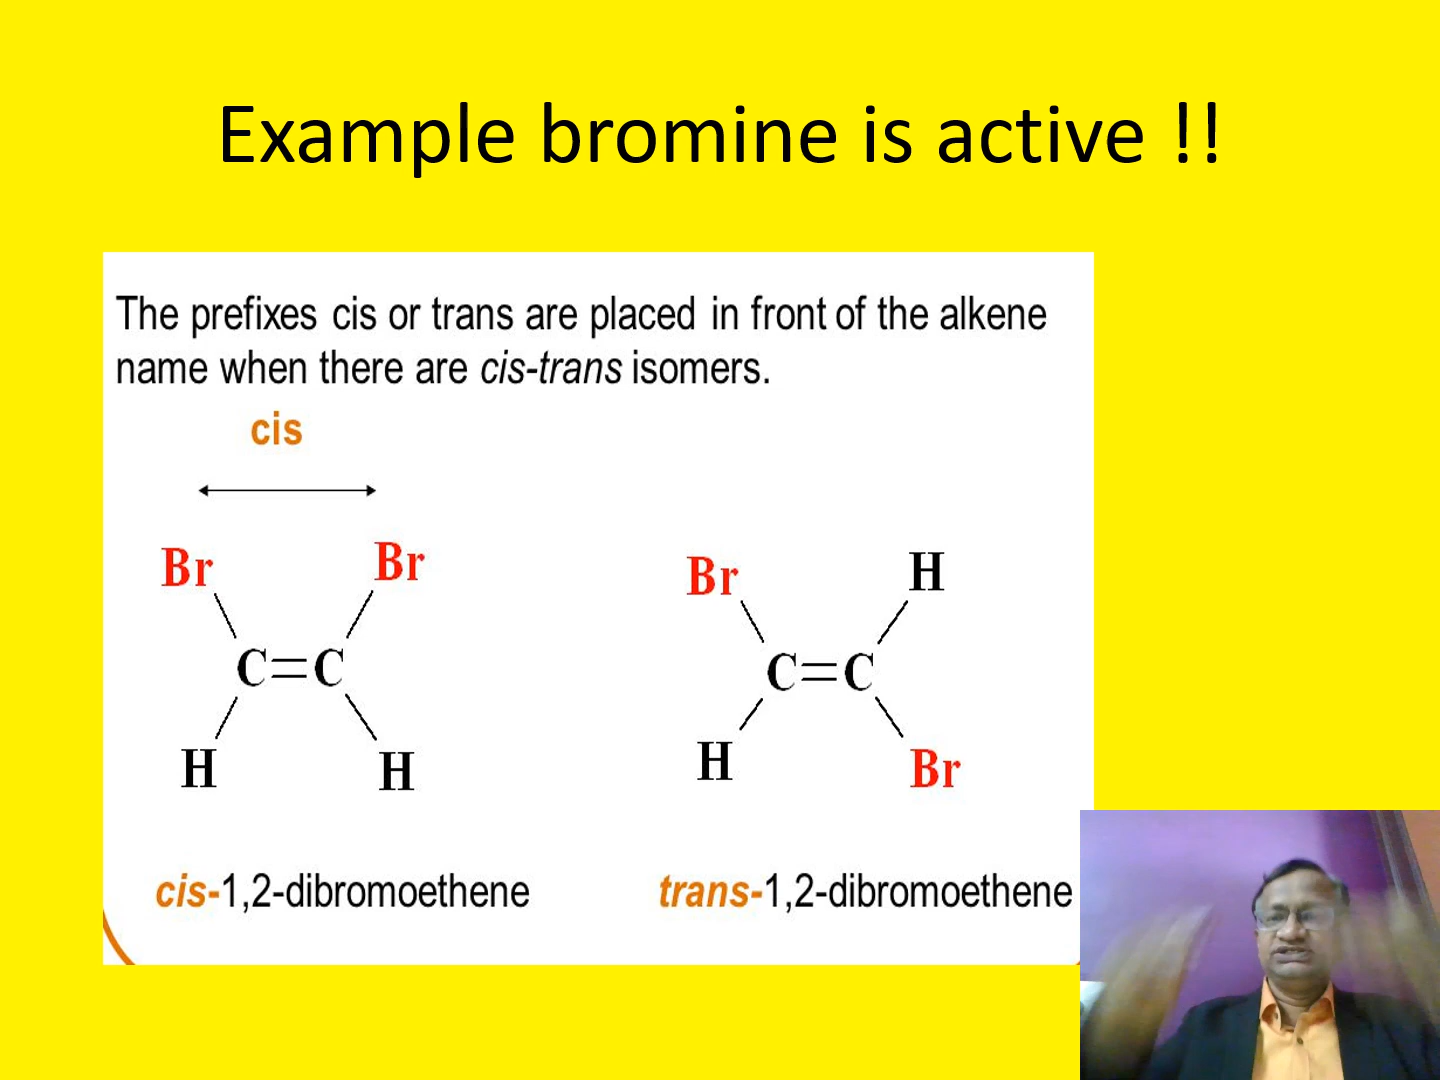 Example bromine is active !!
The prefixes cis or trans are placed in front of the alkene
name when there are cis-trans isomers.
cis
Br Br
C=C
H H
cis-1,2-dibromoethene
Br H
C=C
H Br
trans-1,2-dibromoethene